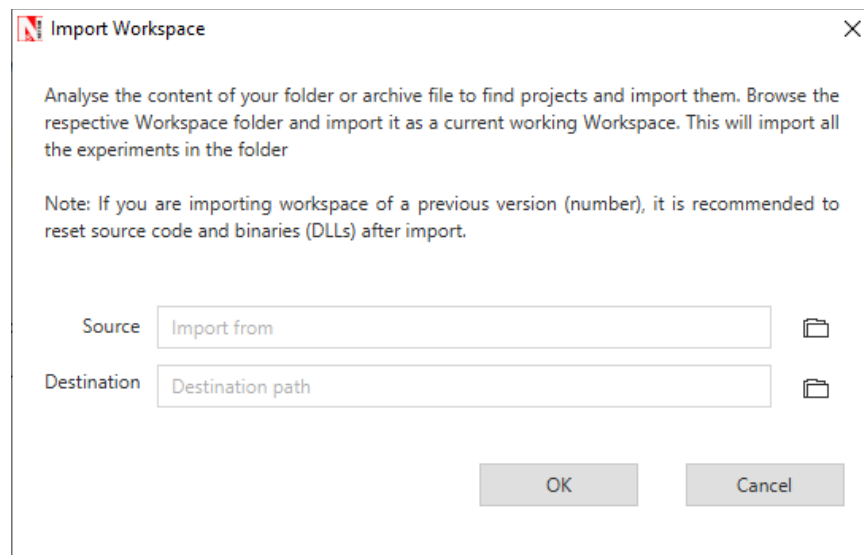 Import Workspace
Analyse the content of your folder or archive file to find projects and import them. Browse the
respective Workspace folder and import it as a current working Workspace. This will import all
the experiments in the folder
Note: If you are importing workspace of a previous version (number), it is recommended to
reset source code and binaries (DLLs) after import.
Source
Import from
Destination
Destination path
OK
Cancel